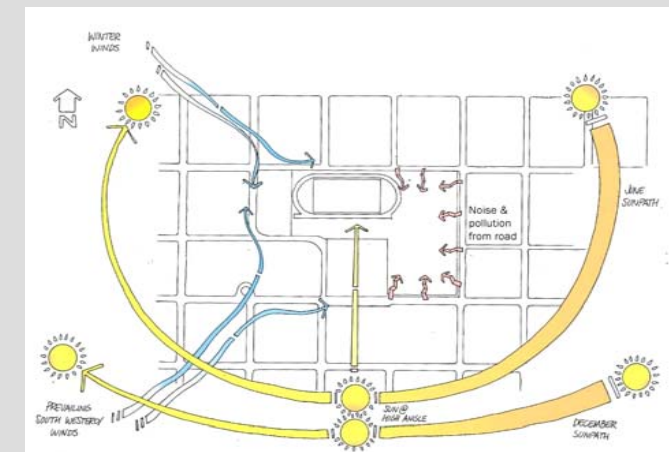 WINTER
WINDS
N
JUNE
SUNPATH
Noise &
pollution
from road
PREVAILING
SOUTH WESTERLY
WINDS
SUN @
HIGH ANGLE
DECEMBER
SUNPATH